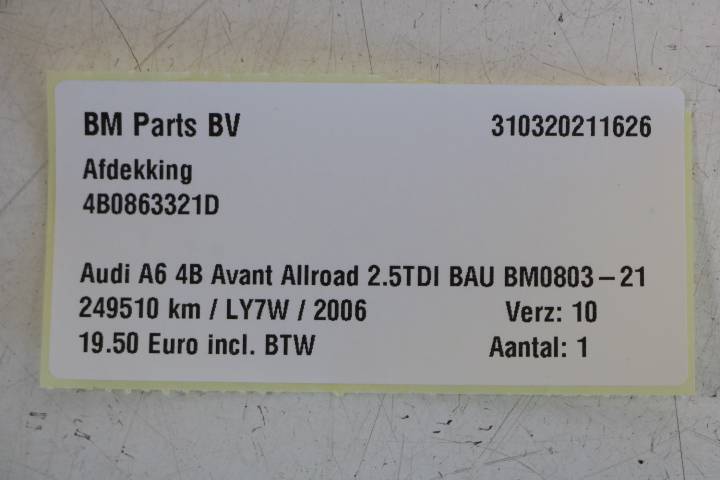 BM Parts BV 310320211626
Afdekking
4B0863321D
Audi A6 4B Avant Allroad 2.5TDI BAU BM0803-21
249510 km / LY7W / 2006 Verz: 10
19.50 Euro incl. BTW Aantal: 1